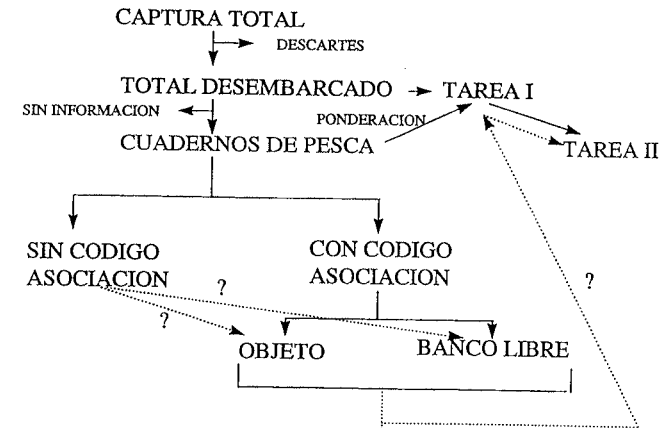 CAPTURA TOTAL
DESCARTES
TOTAL DESEMBARCADO
TAREA I
SIN INFORMACION
PONDERACION
CUADERNOS DE PESCA
TAREA II
SIN CODIGO
ASOCIACION
CON CODIGO
ASOCIACION
?
?
?
OBJETO
BANCO LIBRE